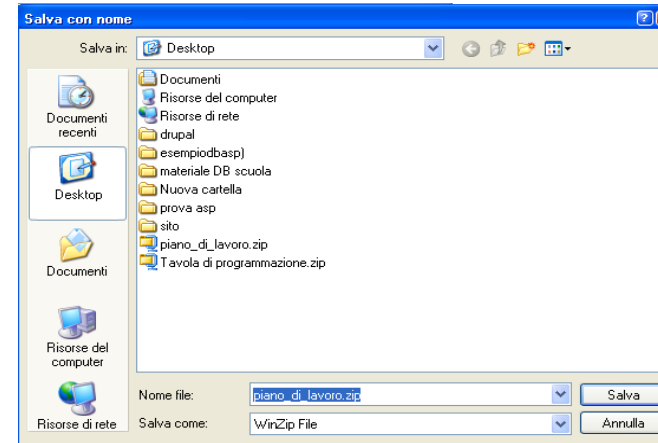 Salva con nome
Salva in:
Desktop
Documenti recenti
Desktop
Documenti
Risorse del computer
Risorse di rete
Documenti
Risorse del computer
Risorse di rete
drupal
esempiodbasp)
materiale DB scuola
Nuova cartella
prova asp
sito
piano_di_lavoro.zip
Tavola di programmazione.zip
Nome file:
piano_di_lavoro.zip
Salva
Salva come:
WinZip File
Annulla